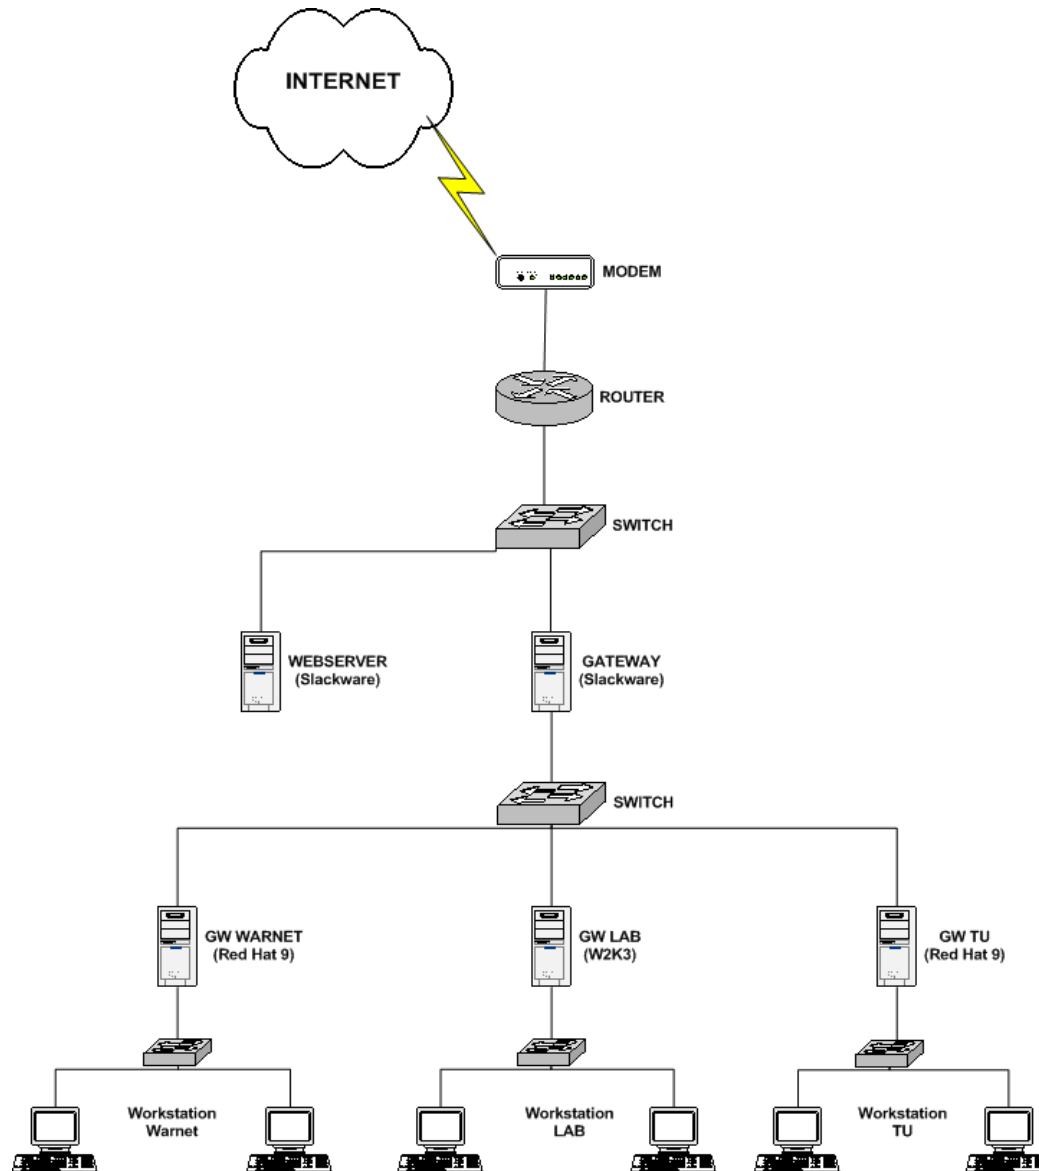 INTERNET
MODEM
ROUTER
SWITCH
WEBSERVER
(Slackware)
GATEWAY
(Slackware)
SWITCH
GW WARNET
(Red Hat 9)
GW LAB
(W2K3)
GW TU
(Red Hat 9)
Workstation
Warnet
Workstation
LAB
Workstation
TU